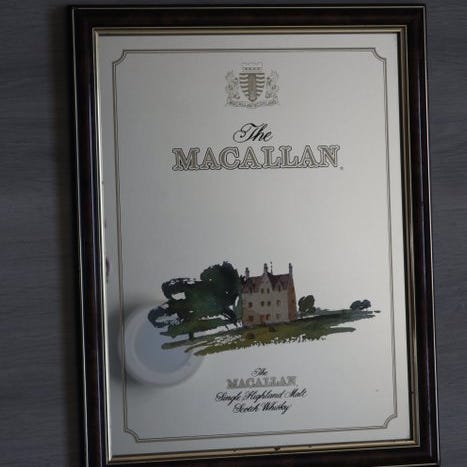 The
MACALLAN
The
MACALLAN
Single Highland Malt
Scotch Whisky